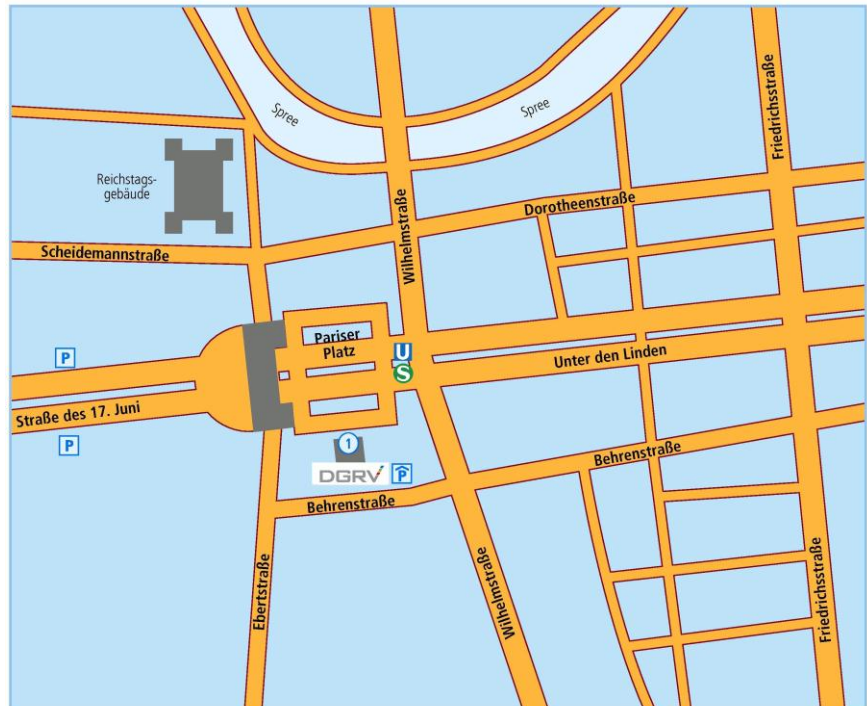 Spree
Spree
Friedrichsstraße
Reichstags-
gebäude
Dorotheenstraße
Wilhelmstraße
Scheidemannstraße
Pariser
Platz
P
U
S
Unter den Linden
Straße des 17. Juni
P
1
DGRV
P
Behrenstraße
Behrenstraße
Ebertstraße
Wilhelmstraße
Friedrichsstraße